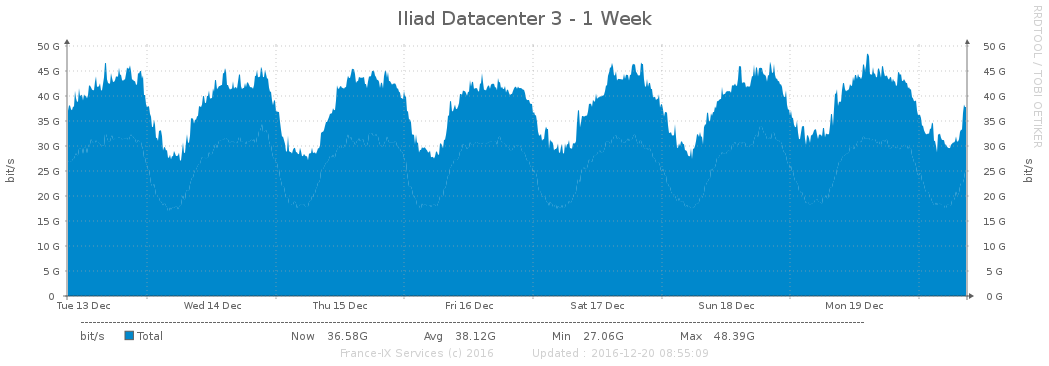 Iliad Datacenter 3 - 1 Week
RRDTOOL / TOBI OETIKER
50 G 50 G
45 G 45 G
40 G 40 G
35 G 35 G
30 G 30 G
25 G 25 G
20 G 20 G
15 G 15 G
10 G 10 G
5 G 5 G
0 0 G
bit/s bit/s
Tue 13 Dec Wed 14 Dec Thu 15 Dec Fri 16 Dec Sat 17 Dec Sun 18 Dec Mon 19 Dec
bit/s Total Now 36.58G Avg 38.12G Min 27.06G Max 48.39G
France-IX Services (c) 2016 Updated : 2016-12-20 08:55:09